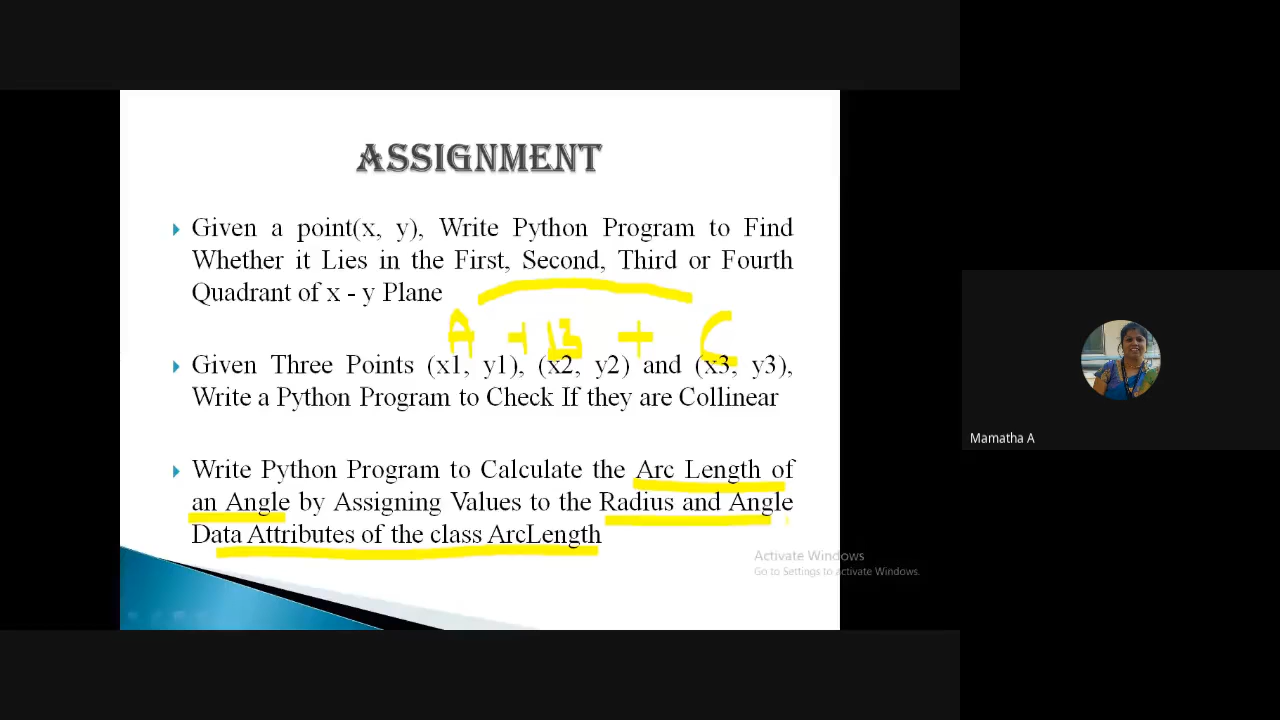 ASSIGNMENT
Given a point(x, y), Write Python Program to Find
Whether it Lies in the First, Second, Third or Fourth
Quadrant of x - y Plane
A + B + C
Given Three Points (x1, y1), (x2, y2) and (x3, y3),
Write a Python Program to Check If they are Collinear
Write Python Program to Calculate the Arc Length of
an Angle by Assigning Values to the Radius and Angle
Data Attributes of the class ArcLength
Activate Windows
Go to Settings to activate Windows.
Mamatha A